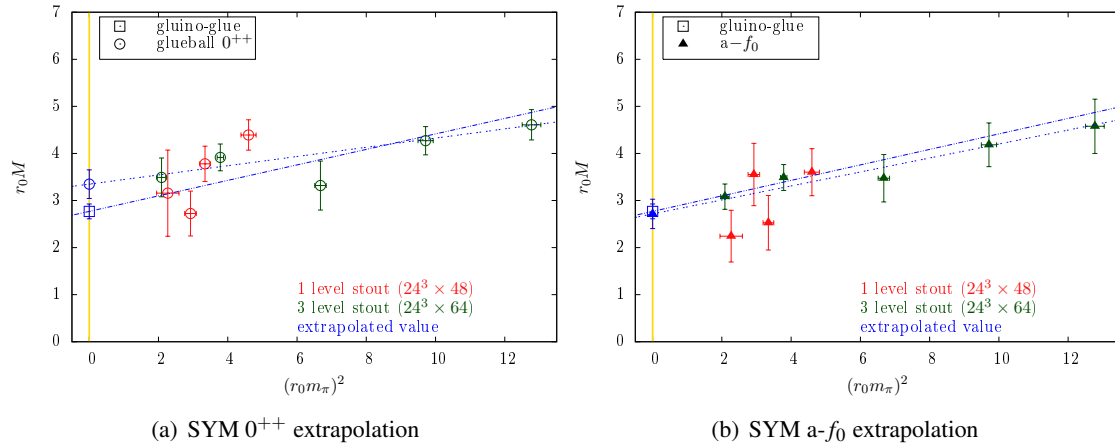 7
6
5
4
3
2
1
0
r₀M
gluino-glue
glueball 0⁺⁺
1 level stout (24³ × 48)
3 level stout (24³ × 64)
extrapolated value
0 2 4 6 8 10 12
(r₀mπ)²
(a) SYM 0⁺⁺ extrapolation
7
6
5
4
3
2
1
0
r₀M
gluino-glue
a−f₀
1 level stout (24³ × 48)
3 level stout (24³ × 64)
extrapolated value
0 2 4 6 8 10 12
(r₀mπ)²
(b) SYM a-f₀ extrapolation